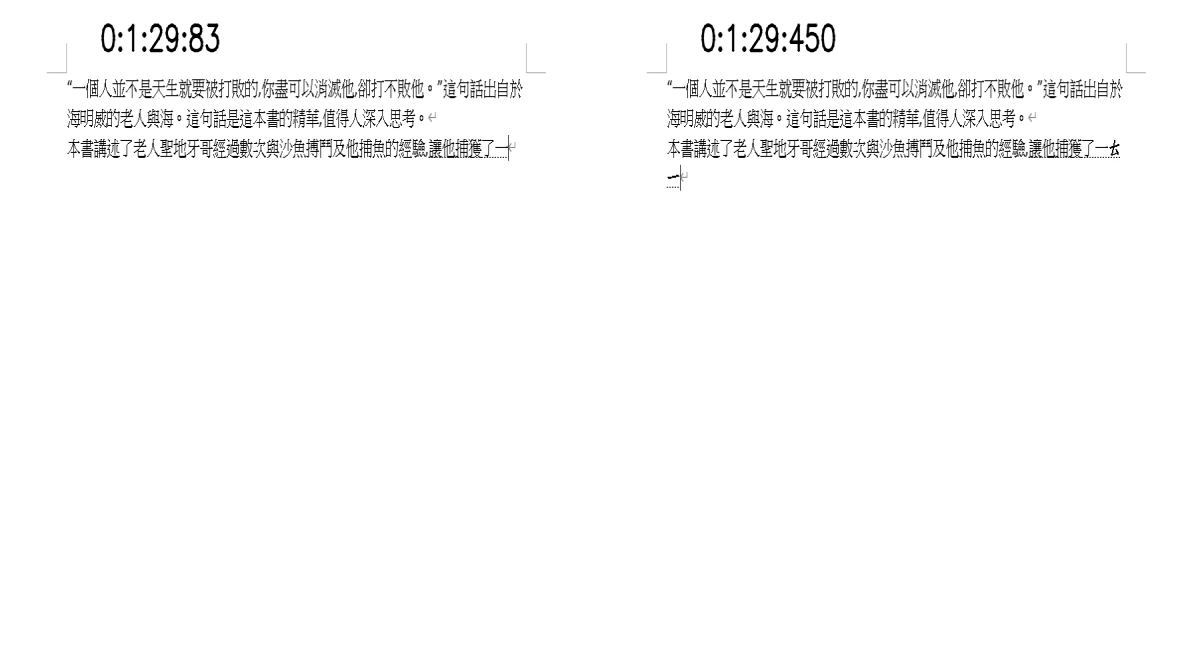 0:1:29:83
“一個人並不是天生就要被打敗的,你盡可以消滅他,卻打不敗他。”這句話出自於
海明威的老人與海。這句話是這本書的精華,值得人深入思考。
本書講述了老人聖地牙哥經過數次與沙魚搏鬥及他捕魚的經驗,讓他捕獲了一
0:1:29:450
“一個人並不是天生就要被打敗的,你盡可以消滅他,卻打不敗他。”這句話出自於
海明威的老人與海。這句話是這本書的精華,值得人深入思考。
本書講述了老人聖地牙哥經過數次與沙魚搏鬥及他捕魚的經驗,讓他捕獲了一ㄊ
ㄧ